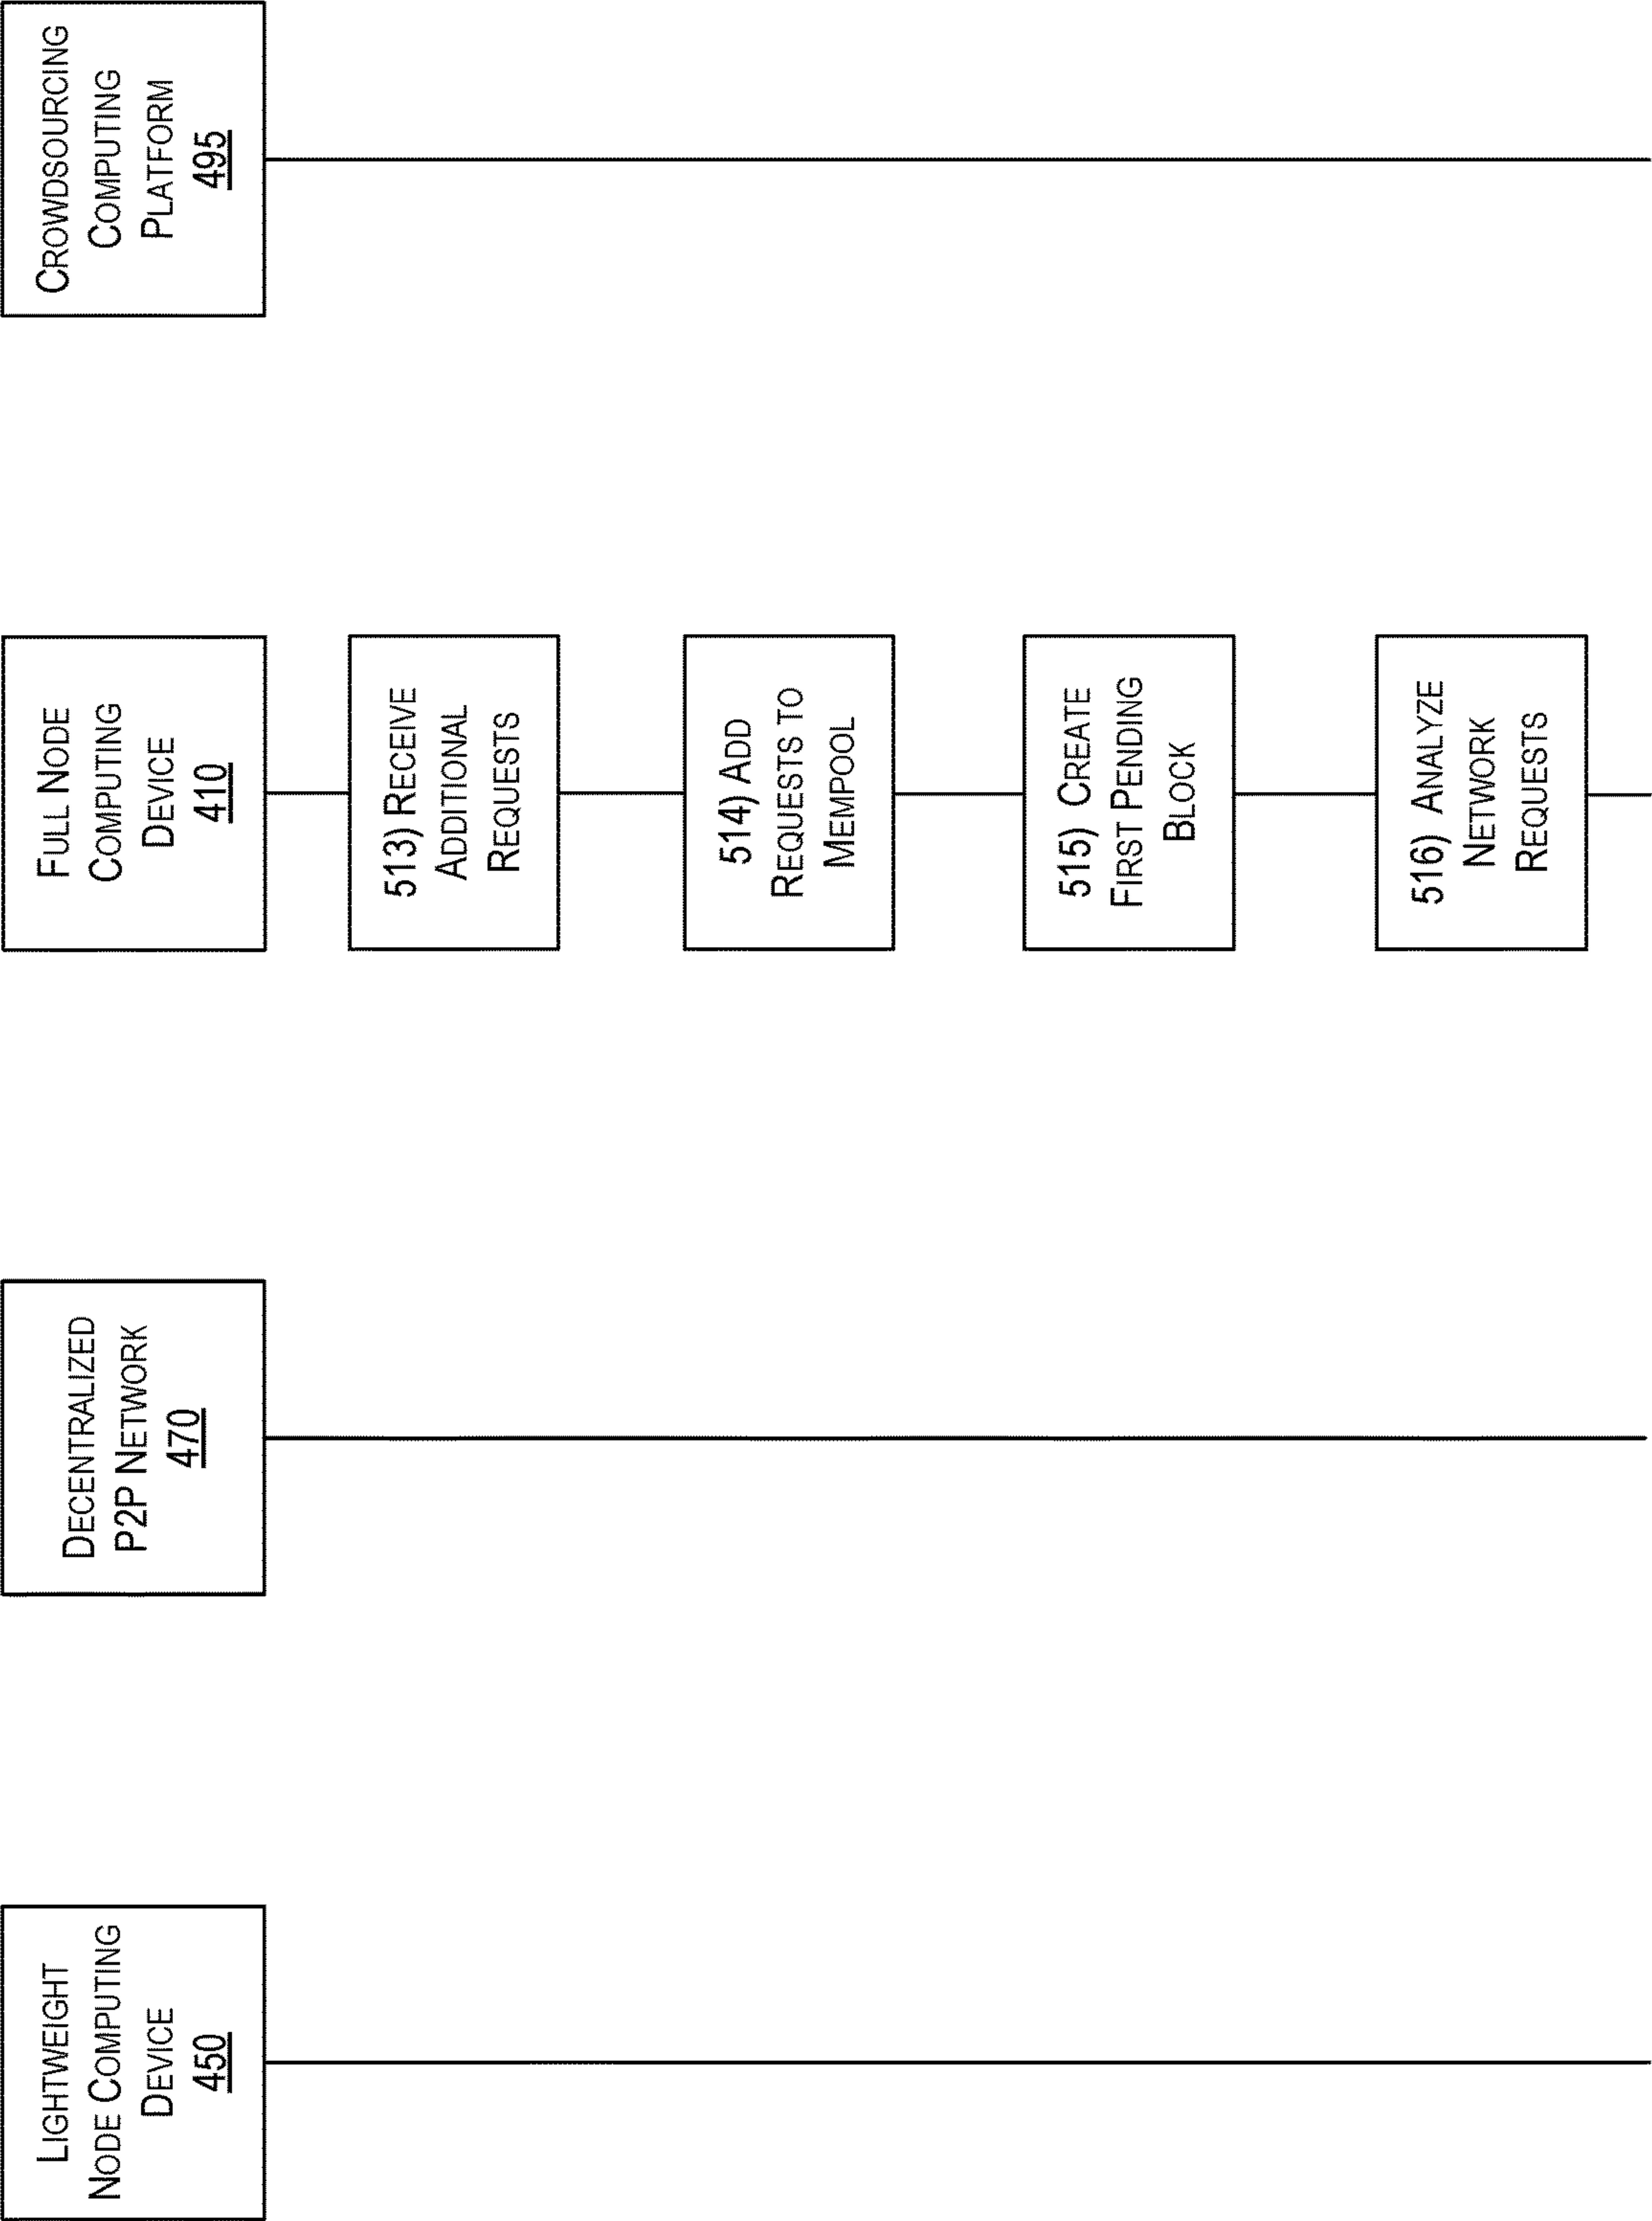 LIGHTWEIGHT
NODE COMPUTING
DEVICE
450
DECENTRALIZED
P2P NETWORK
470
FULL NODE
COMPUTING
DEVICE
410
CROWDSOURCING
COMPUTING
PLATFORM
495
513) RECEIVE
ADDITIONAL
REQUESTS
514) ADD
REQUESTS TO
MEMPOOL
515) CREATE
FIRST PENDING
BLOCK
516) ANALYZE
NETWORK
REQUESTS